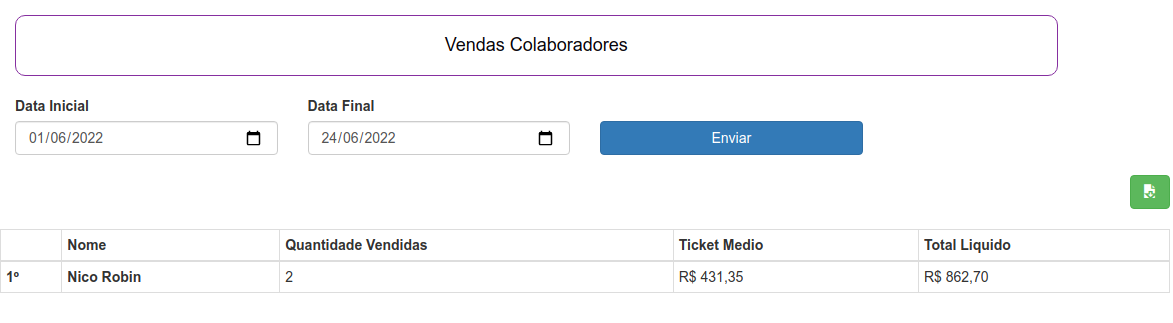 Vendas Colaboradores
Data Inicial Data Final
01/06/2022 24/06/2022 Enviar
Nome Quantidade Vendidas Ticket Medio Total Liquido
1º Nico Robin 2 R$ 431,35 R$ 862,70